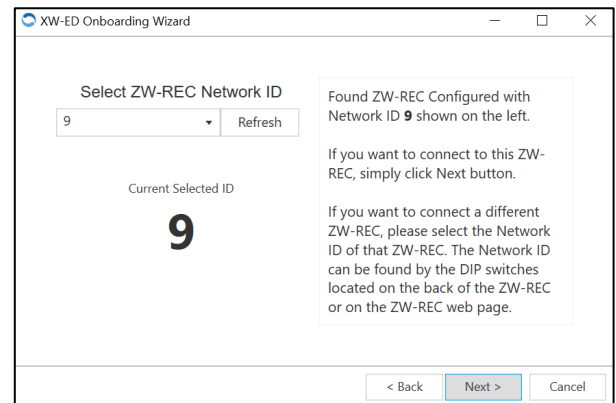 XW-ED Onboarding Wizard
Select ZW-REC Network ID
9
Refresh
Current Selected ID
9
Found ZW-REC Configured with
Network ID 9 shown on the left.
If you want to connect to this ZW-
REC, simply click Next button.
If you want to connect a different
ZW-REC, please select the Network
ID of that ZW-REC. The Network ID
can be found by the DIP switches
located on the back of the ZW-REC
or on the ZW-REC web page.
< Back
Next >
Cancel